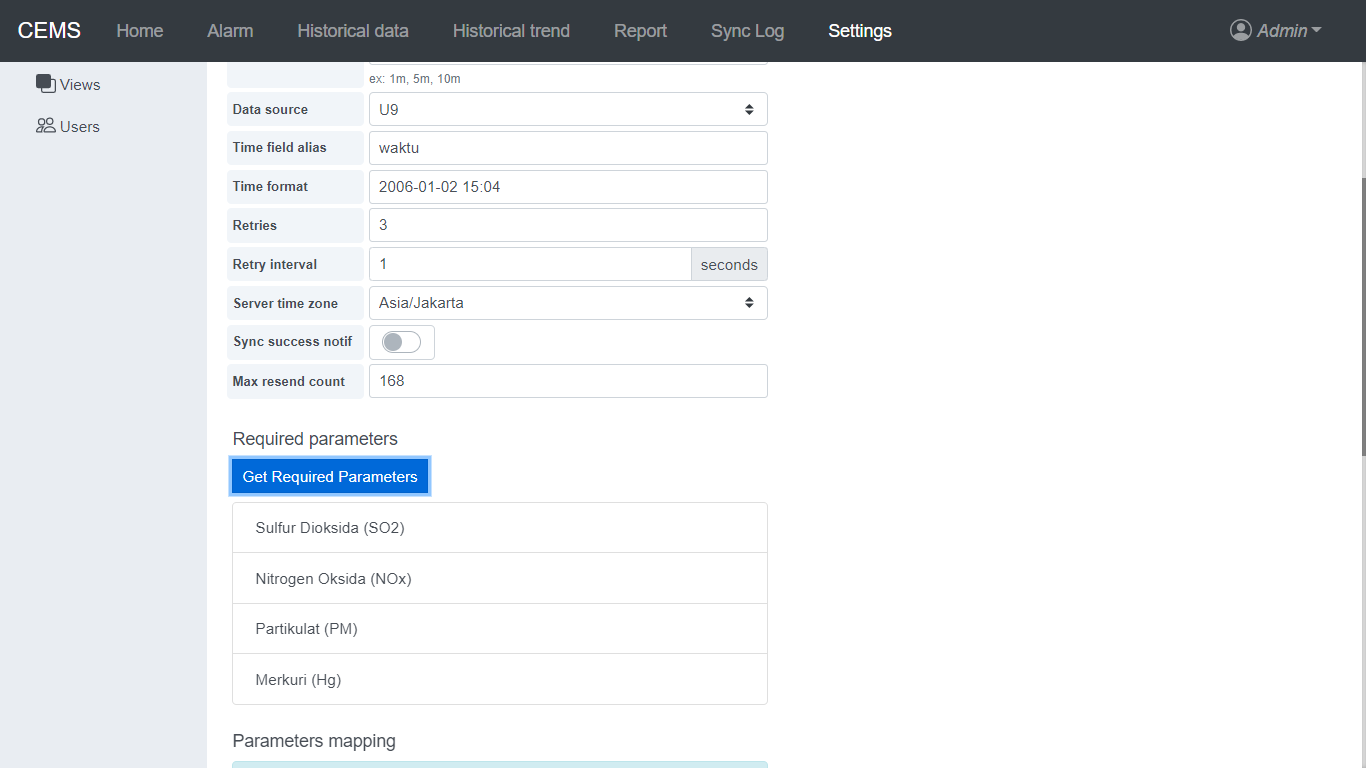 CEMS Home Alarm Historical data Historical trend Report Sync Log Settings Admin
Views
Users
ex: 1m, 5m, 10m
Data source U9
Time field alias waktu
Time format 2006-01-02 15:04
Retries 3
Retry interval 1 seconds
Server time zone Asia/Jakarta
Sync success notif
Max resend count 168
Required parameters
Get Required Parameters
Sulfur Dioksida (SO2)
Nitrogen Oksida (NOx)
Partikulat (PM)
Merkuri (Hg)
Parameters mapping